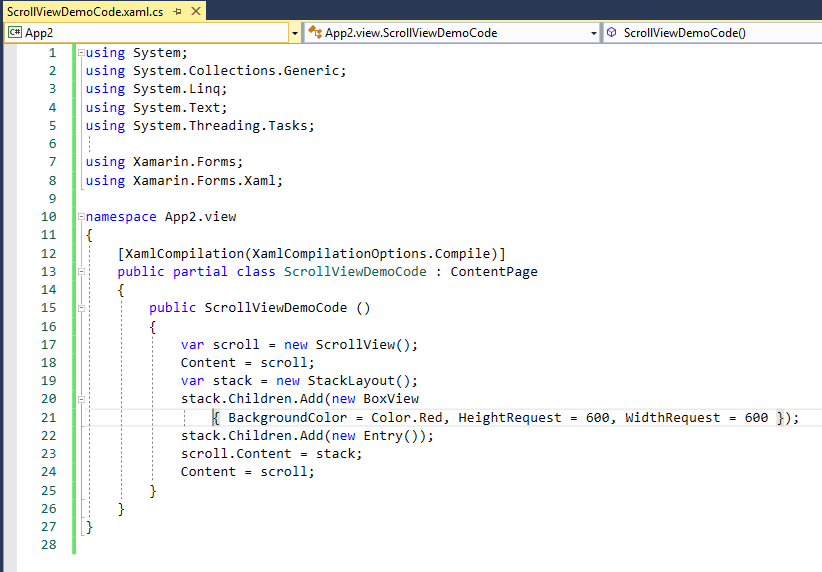 ScrollViewDemoCode.xaml.cs
C# App2 App2.view.ScrollViewDemoCode ScrollViewDemoCode()
1 using System;
2 using System.Collections.Generic;
3 using System.Linq;
4 using System.Text;
5 using System.Threading.Tasks;
6
7 using Xamarin.Forms;
8 using Xamarin.Forms.Xaml;
9
10 namespace App2.view
11 {
12     [XamlCompilation(XamlCompilationOptions.Compile)]
13     public partial class ScrollViewDemoCode : ContentPage
14     {
15         public ScrollViewDemoCode ()
16         {
17             var scroll = new ScrollView();
18             Content = scroll;
19             var stack = new StackLayout();
20             stack.Children.Add(new BoxView
21                 { BackgroundColor = Color.Red, HeightRequest = 600, WidthRequest = 600 });
22             stack.Children.Add(new Entry());
23             scroll.Content = stack;
24             Content = scroll;
25         }
26     }
27 }
28